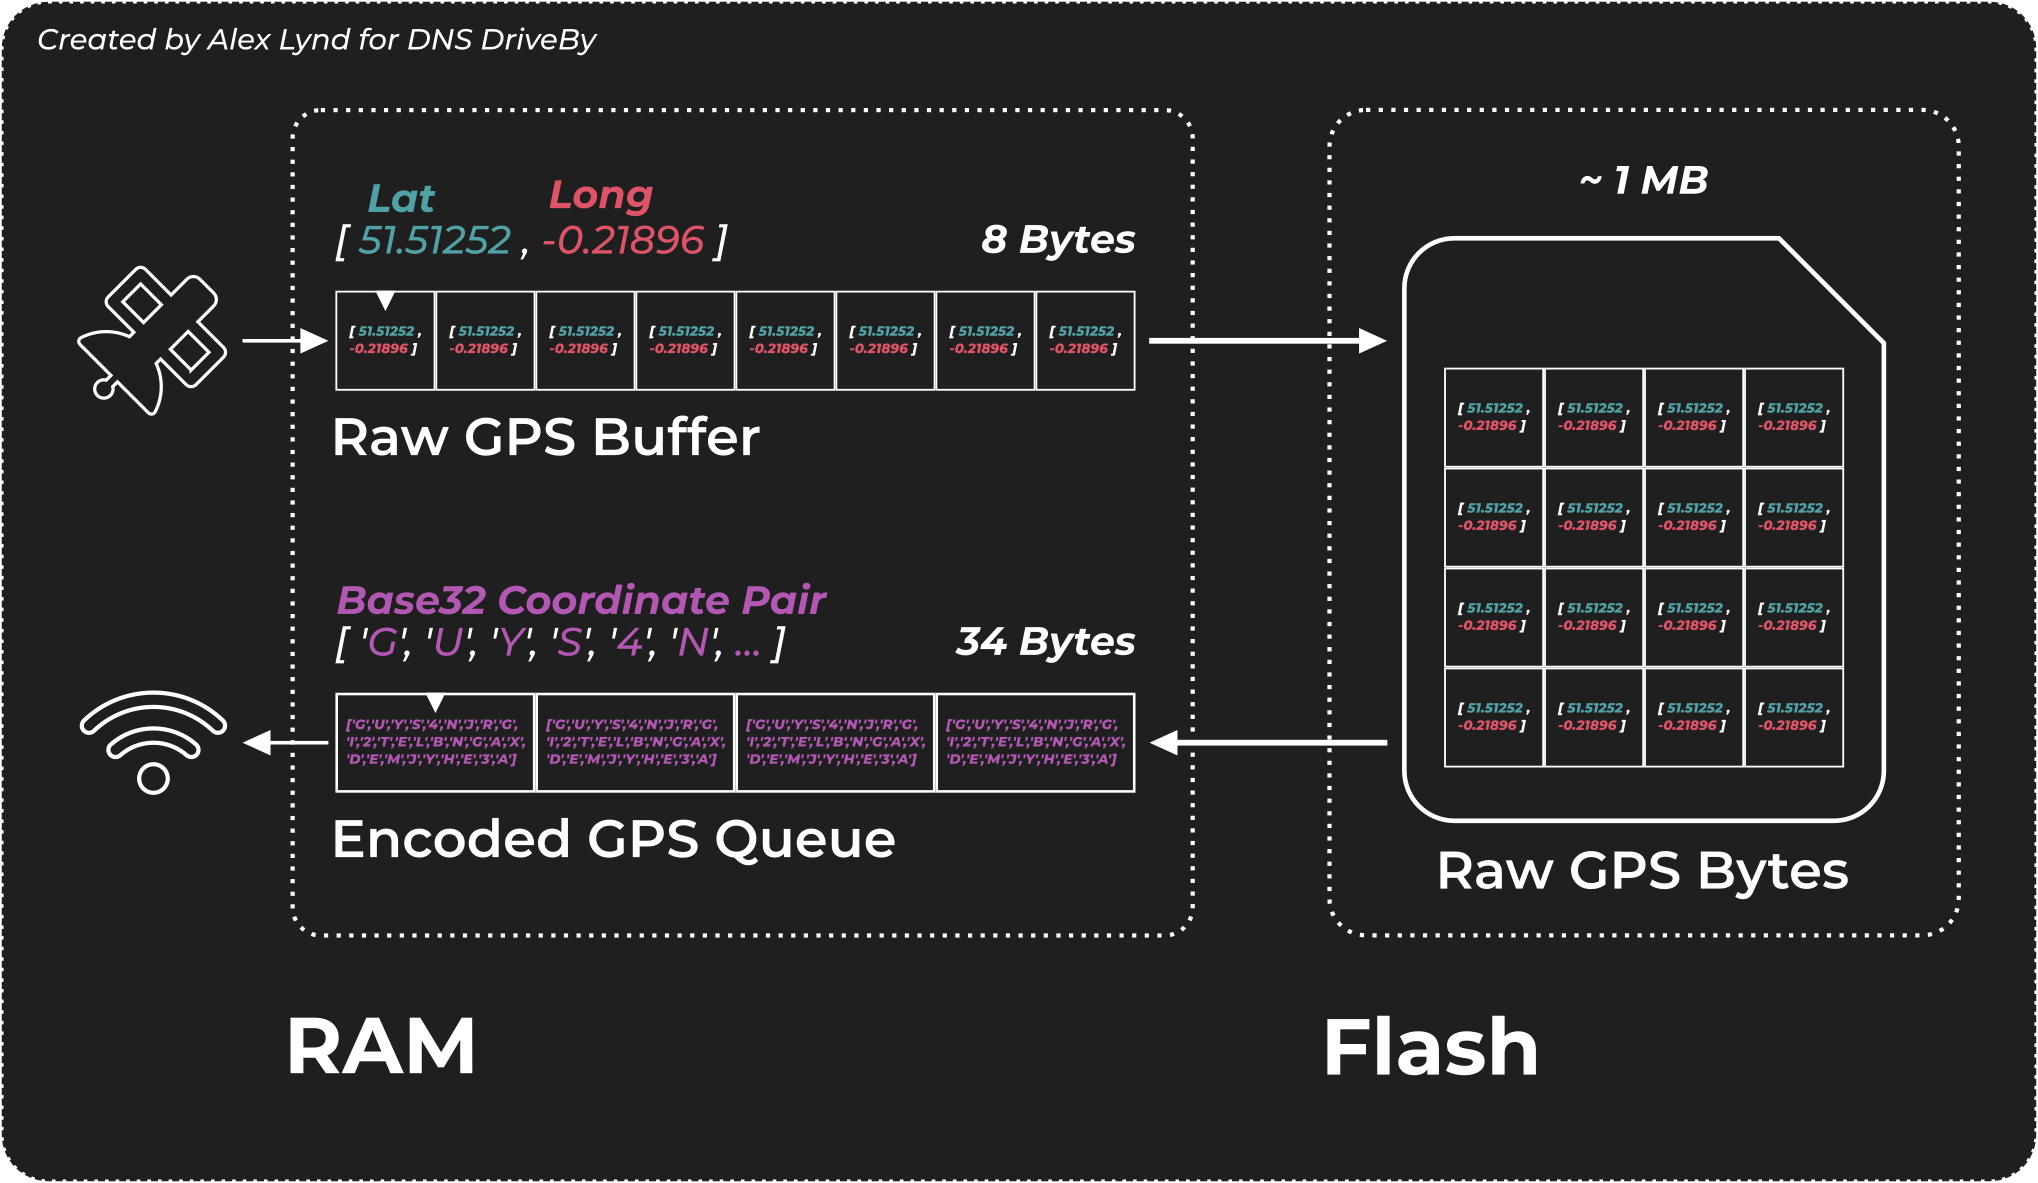 Created by Alex Lynd for DNS DriveBy
Lat Long
[ 51.51252 , -0.21896 ]
8 Bytes
[ 51.51252 , [ 51.51252 , [ 51.51252 , [ 51.51252 , [ 51.51252 , [ 51.51252 , [ 51.51252 , [ 51.51252 ,
-0.21896 ] -0.21896 ] -0.21896 ] -0.21896 ] -0.21896 ] -0.21896 ] -0.21896 ] -0.21896 ]
Raw GPS Buffer
Base32 Coordinate Pair
[ 'G', 'U', 'Y', 'S', '4', 'N', ... ]
34 Bytes
['G','U','Y','S','4','N','J','R','G', ['G','U','Y','S','4','N','J','R','G', ['G','U','Y','S','4','N','J','R','G', ['G','U','Y','S','4','N','J','R','G',
'I','2','T','E','L','B','N','G','A','X', 'I','2','T','E','L','B','N','G','A','X', 'I','2','T','E','L','B','N','G','A','X', 'I','2','T','E','L','B','N','G','A','X',
'D','E','M','J','Y','H','E','3','A'] 'D','E','M','J','Y','H','E','3','A'] 'D','E','M','J','Y','H','E','3','A'] 'D','E','M','J','Y','H','E','3','A']
Encoded GPS Queue
RAM
~ 1 MB
[ 51.51252 , [ 51.51252 , [ 51.51252 , [ 51.51252 ,
-0.21896 ] -0.21896 ] -0.21896 ] -0.21896 ]
[ 51.51252 , [ 51.51252 , [ 51.51252 , [ 51.51252 ,
-0.21896 ] -0.21896 ] -0.21896 ] -0.21896 ]
[ 51.51252 , [ 51.51252 , [ 51.51252 , [ 51.51252 ,
-0.21896 ] -0.21896 ] -0.21896 ] -0.21896 ]
[ 51.51252 , [ 51.51252 , [ 51.51252 , [ 51.51252 ,
-0.21896 ] -0.21896 ] -0.21896 ] -0.21896 ]
Raw GPS Bytes
Flash